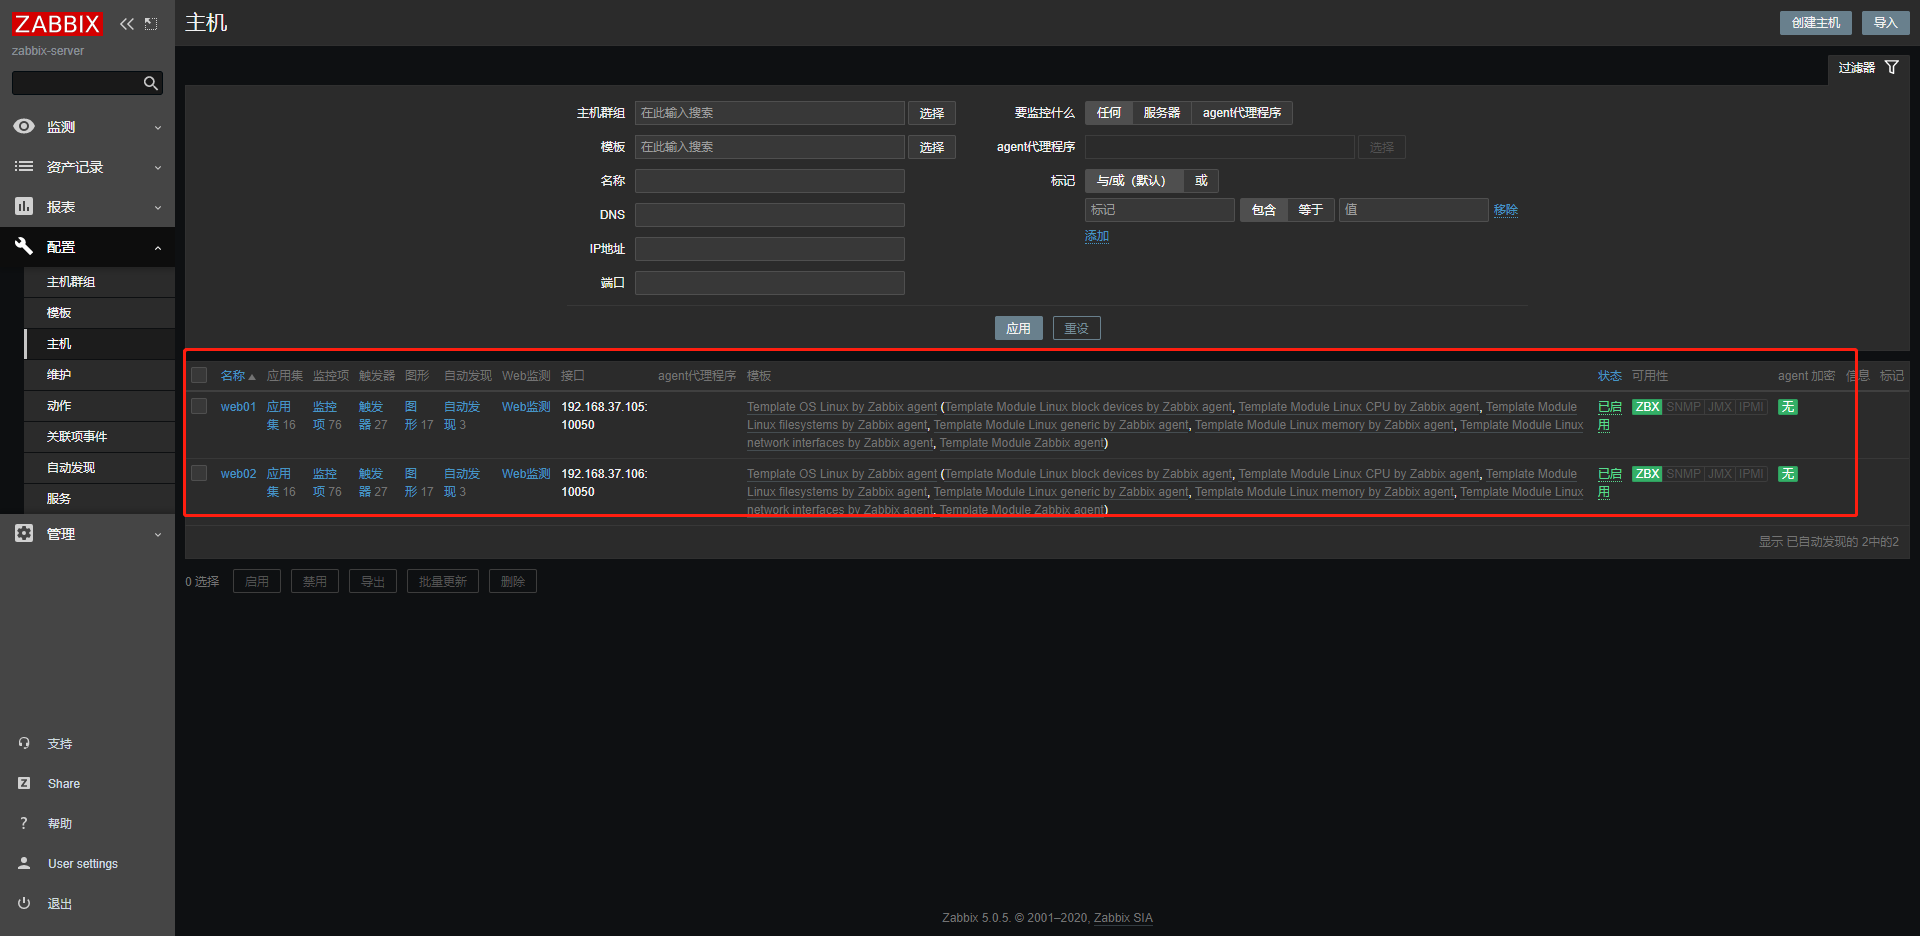 ZABBIX
主机
创建主机
导入
zabbix-server
过滤器
主机群组 在此输入搜索 选择 要监控什么 任何 服务器 agent代理程序
监测
模板 在此输入搜索 选择 agent代理程序 选择
资产记录
名称 标记 与/或（默认） 或
报表
DNS 标记 包含 等于 值 移除
添加
配置
IP地址
主机群组
端口
模板
应用 重设
主机
维护
名称 应用集 监控项 触发器 图形 自动发现 Web监测 接口 agent代理程序 模板 状态 可用性 agent 加密 信息 标记
动作
web01 应用 监控 触发 图 自动发 Web监测 192.168.37.105: Template OS Linux by Zabbix agent (Template Module Linux block devices by Zabbix agent, Template Module Linux CPU by Zabbix agent, Template Module 已启 ZBX SNMP JMX IPMI 无
集 16 项 76 器 27 形 17 现 3 10050 Linux filesystems by Zabbix agent, Template Module Linux generic by Zabbix agent, Template Module Linux memory by Zabbix agent, Template Module Linux 用
network interfaces by Zabbix agent, Template Module Zabbix agent)
关联项事件
自动发现
web02 应用 监控 触发 图 自动发 Web监测 192.168.37.106: Template OS Linux by Zabbix agent (Template Module Linux block devices by Zabbix agent, Template Module Linux CPU by Zabbix agent, Template Module 已启 ZBX SNMP JMX IPMI 无
集 16 项 76 器 27 形 17 现 3 10050 Linux filesystems by Zabbix agent, Template Module Linux generic by Zabbix agent, Template Module Linux memory by Zabbix agent, Template Module Linux 用
network interfaces by Zabbix agent, Template Module Zabbix agent)
服务
管理
显示 已自动发现的 2中的2
0 选择 启用 禁用 导出 批量更新 删除
支持
Share
帮助
User settings
退出
Zabbix 5.0.5. © 2001–2020, Zabbix SIA